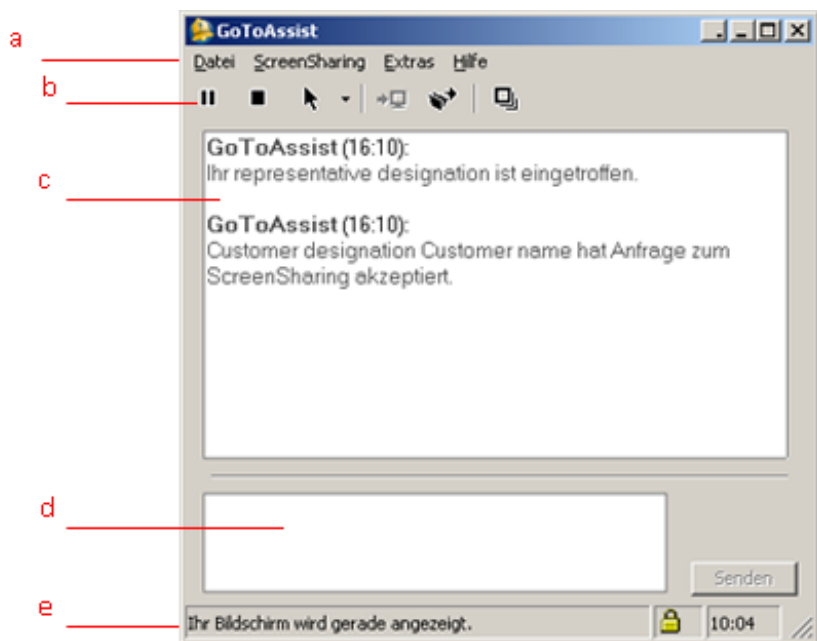 GoToAssist
a
Datei ScreenSharing Extras Hilfe
b
GoToAssist (16:10):
Ihr representative designation ist eingetroffen.
c
GoToAssist (16:10):
Customer designation Customer name hat Anfrage zum
ScreenSharing akzeptiert.
d
Senden
e
Ihr Bildschirm wird gerade angezeigt.
10:04